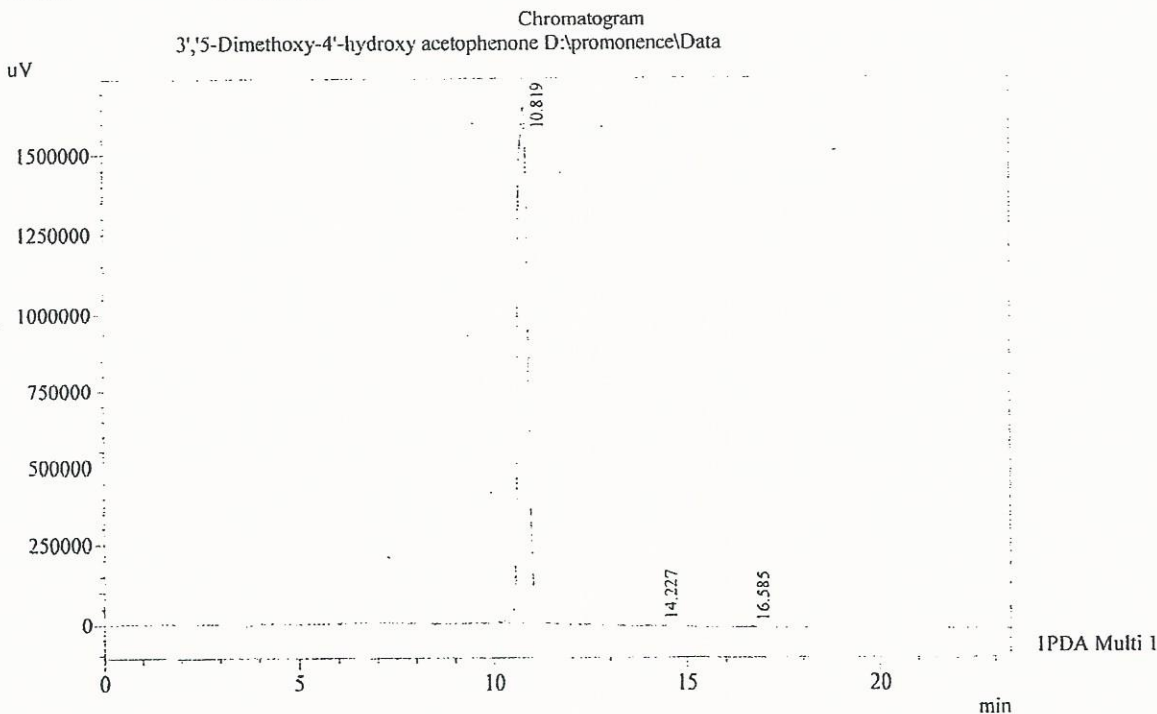 Chromatogram
3','5-Dimethoxy-4'-hydroxy acetophenone D:\promonence\Data
uV
10.819
1500000
1250000
1000000
750000
500000
250000
14.227
16.585
0
1PDA Multi 1
0 5 10 15 20
min